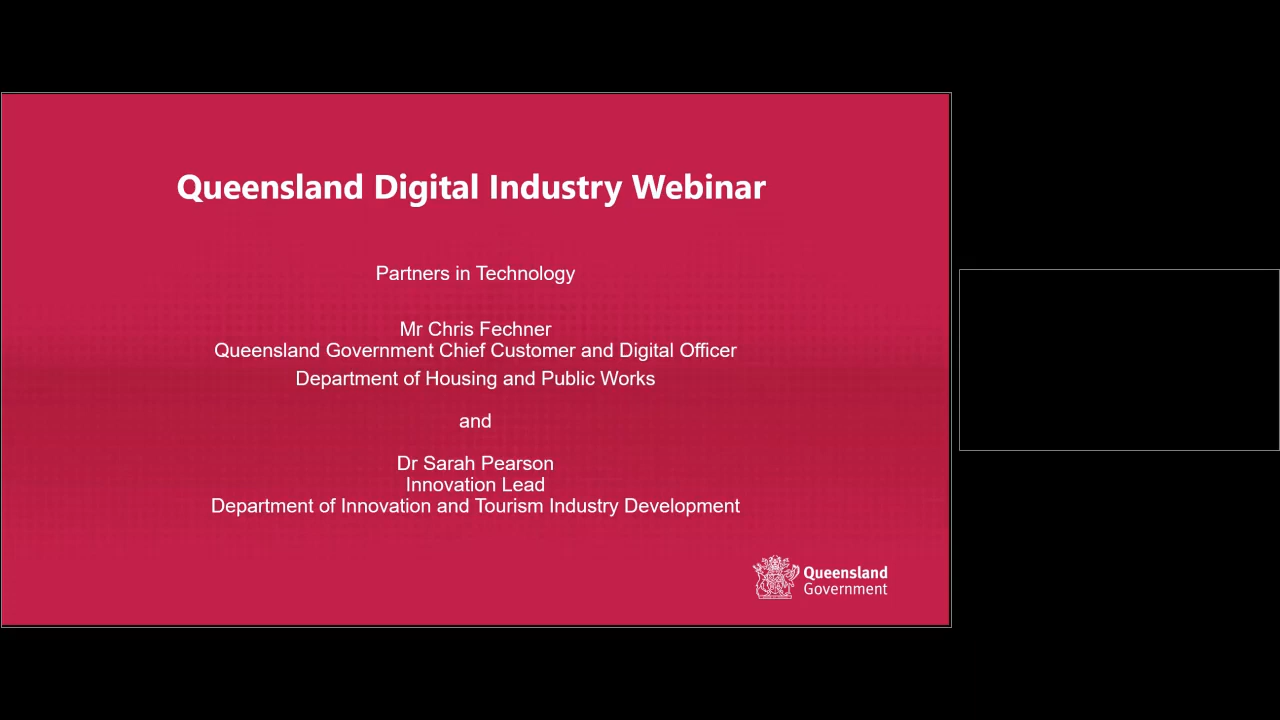 Queensland Digital Industry Webinar
Partners in Technology
Mr Chris Fechner
Queensland Government Chief Customer and Digital Officer
Department of Housing and Public Works
and
Dr Sarah Pearson
Innovation Lead
Department of Innovation and Tourism Industry Development
Queensland
Government